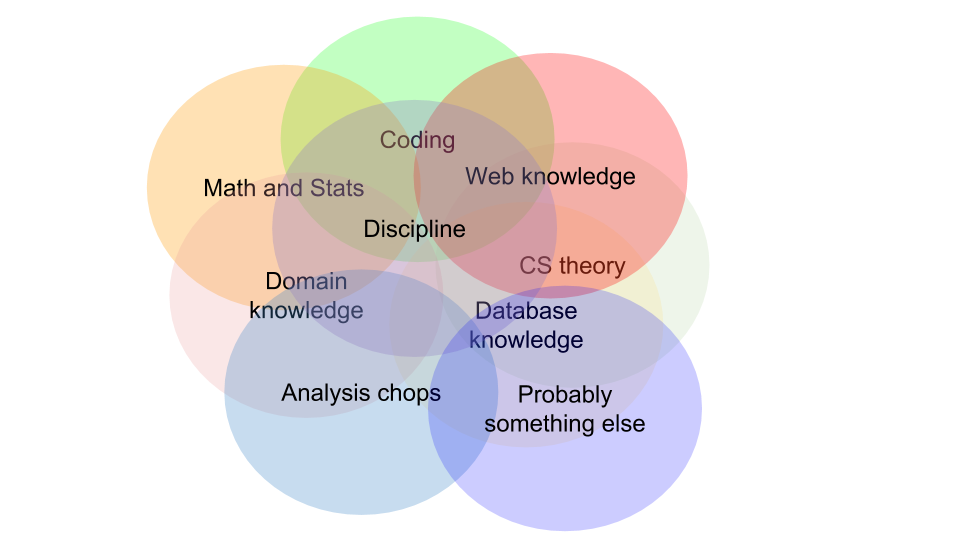 Coding
Web knowledge
Math and Stats
Discipline
CS theory
Domain
knowledge
Database
knowledge
Analysis chops
Probably
something else